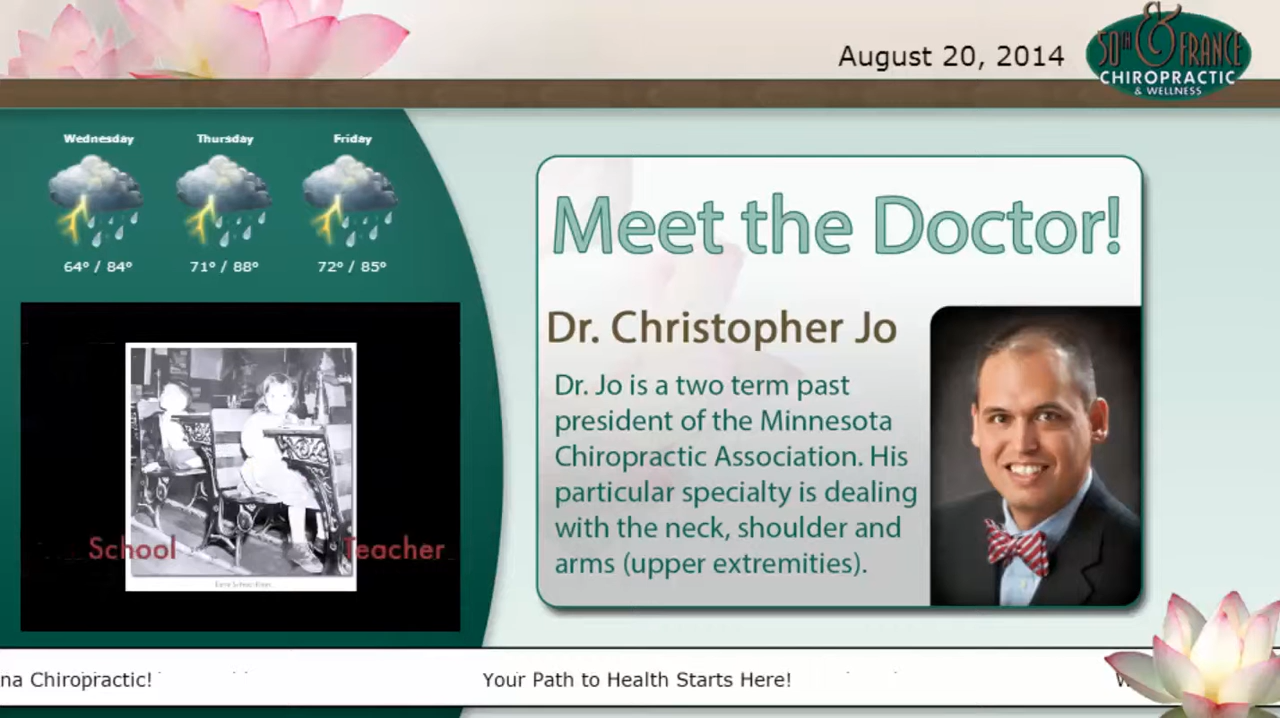 August 20, 2014
50TH & FRANCE
CHIROPRACTIC
& WELLNESS
Wednesday Thursday Friday
64° / 84° 71° / 88° 72° / 85°
Meet the Doctor!
Dr. Christopher Jo
Dr. Jo is a two term past
president of the Minnesota
Chiropractic Association. His
particular specialty is dealing
with the neck, shoulder and
arms (upper extremities).
School Teacher
na Chiropractic! Your Path to Health Starts Here! W